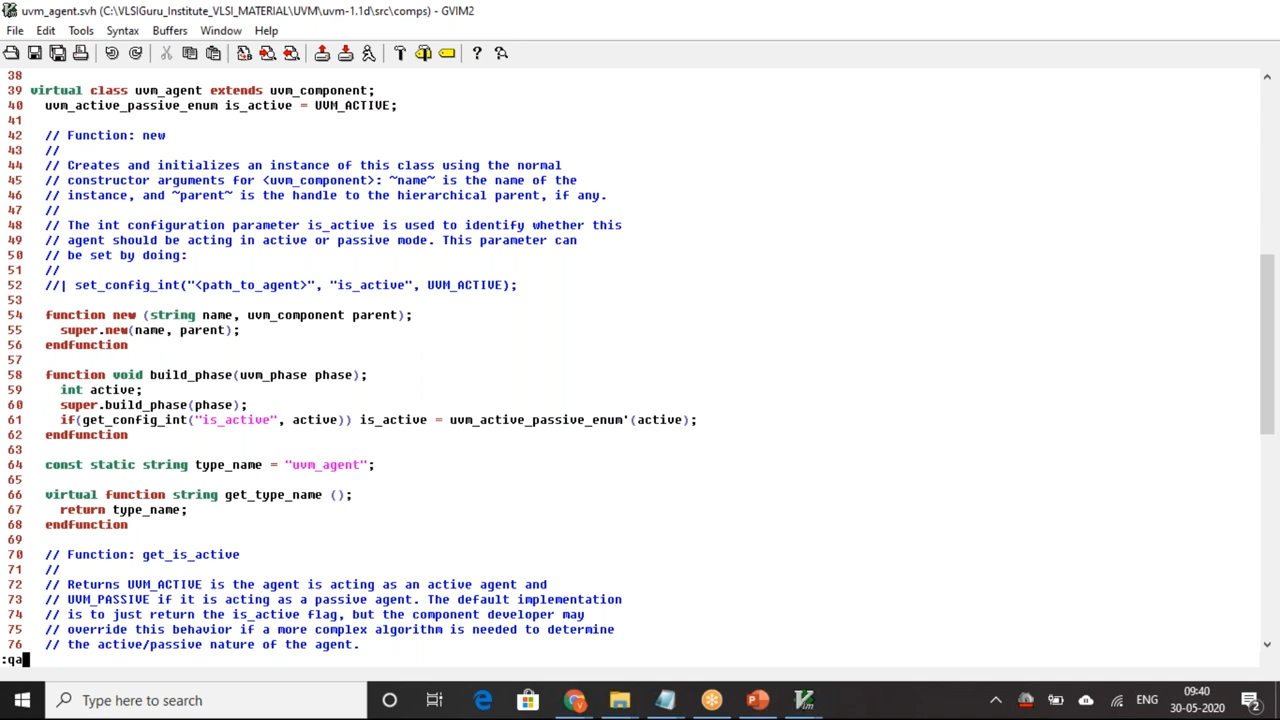 uvm_agent.svh (C:\VLSIGuru_Institute_VLSI_MATERIAL\UVM\uvm-1.1d\src\comps) - GVIM2
File Edit Tools Syntax Buffers Window Help
38
39 virtual class uvm_agent extends uvm_component;
40 uvm_active_passive_enum is_active = UVM_ACTIVE;
41
42 // Function: new
43 //
44 // Creates and initializes an instance of this class using the normal
45 // constructor arguments for <uvm_component>: ~name~ is the name of the
46 // instance, and ~parent~ is the handle to the hierarchical parent, if any.
47 //
48 // The int configuration parameter is_active is used to identify whether this
49 // agent should be acting in active or passive mode. This parameter can
50 // be set by doing:
51 //
52 //| set_config_int("<path_to_agent>", "is_active", UVM_ACTIVE);
53
54 function new (string name, uvm_component parent);
55 super.new(name, parent);
56 endfunction
57
58 function void build_phase(uvm_phase phase);
59 int active;
60 super.build_phase(phase);
61 if(get_config_int("is_active", active)) is_active = uvm_active_passive_enum'(active);
62 endfunction
63
64 const static string type_name = "uvm_agent";
65
66 virtual function string get_type_name ();
67 return type_name;
68 endfunction
69
70 // Function: get_is_active
71 //
72 // Returns UVM_ACTIVE is the agent is acting as an active agent and
73 // UVM_PASSIVE if it is acting as a passive agent. The default implementation
74 // is to just return the is_active flag, but the component developer may
75 // override this behavior if a more complex algorithm is needed to determine
76 // the active/passive nature of the agent.
:qa
Type here to search
ENG
09:40
30-05-2020
2